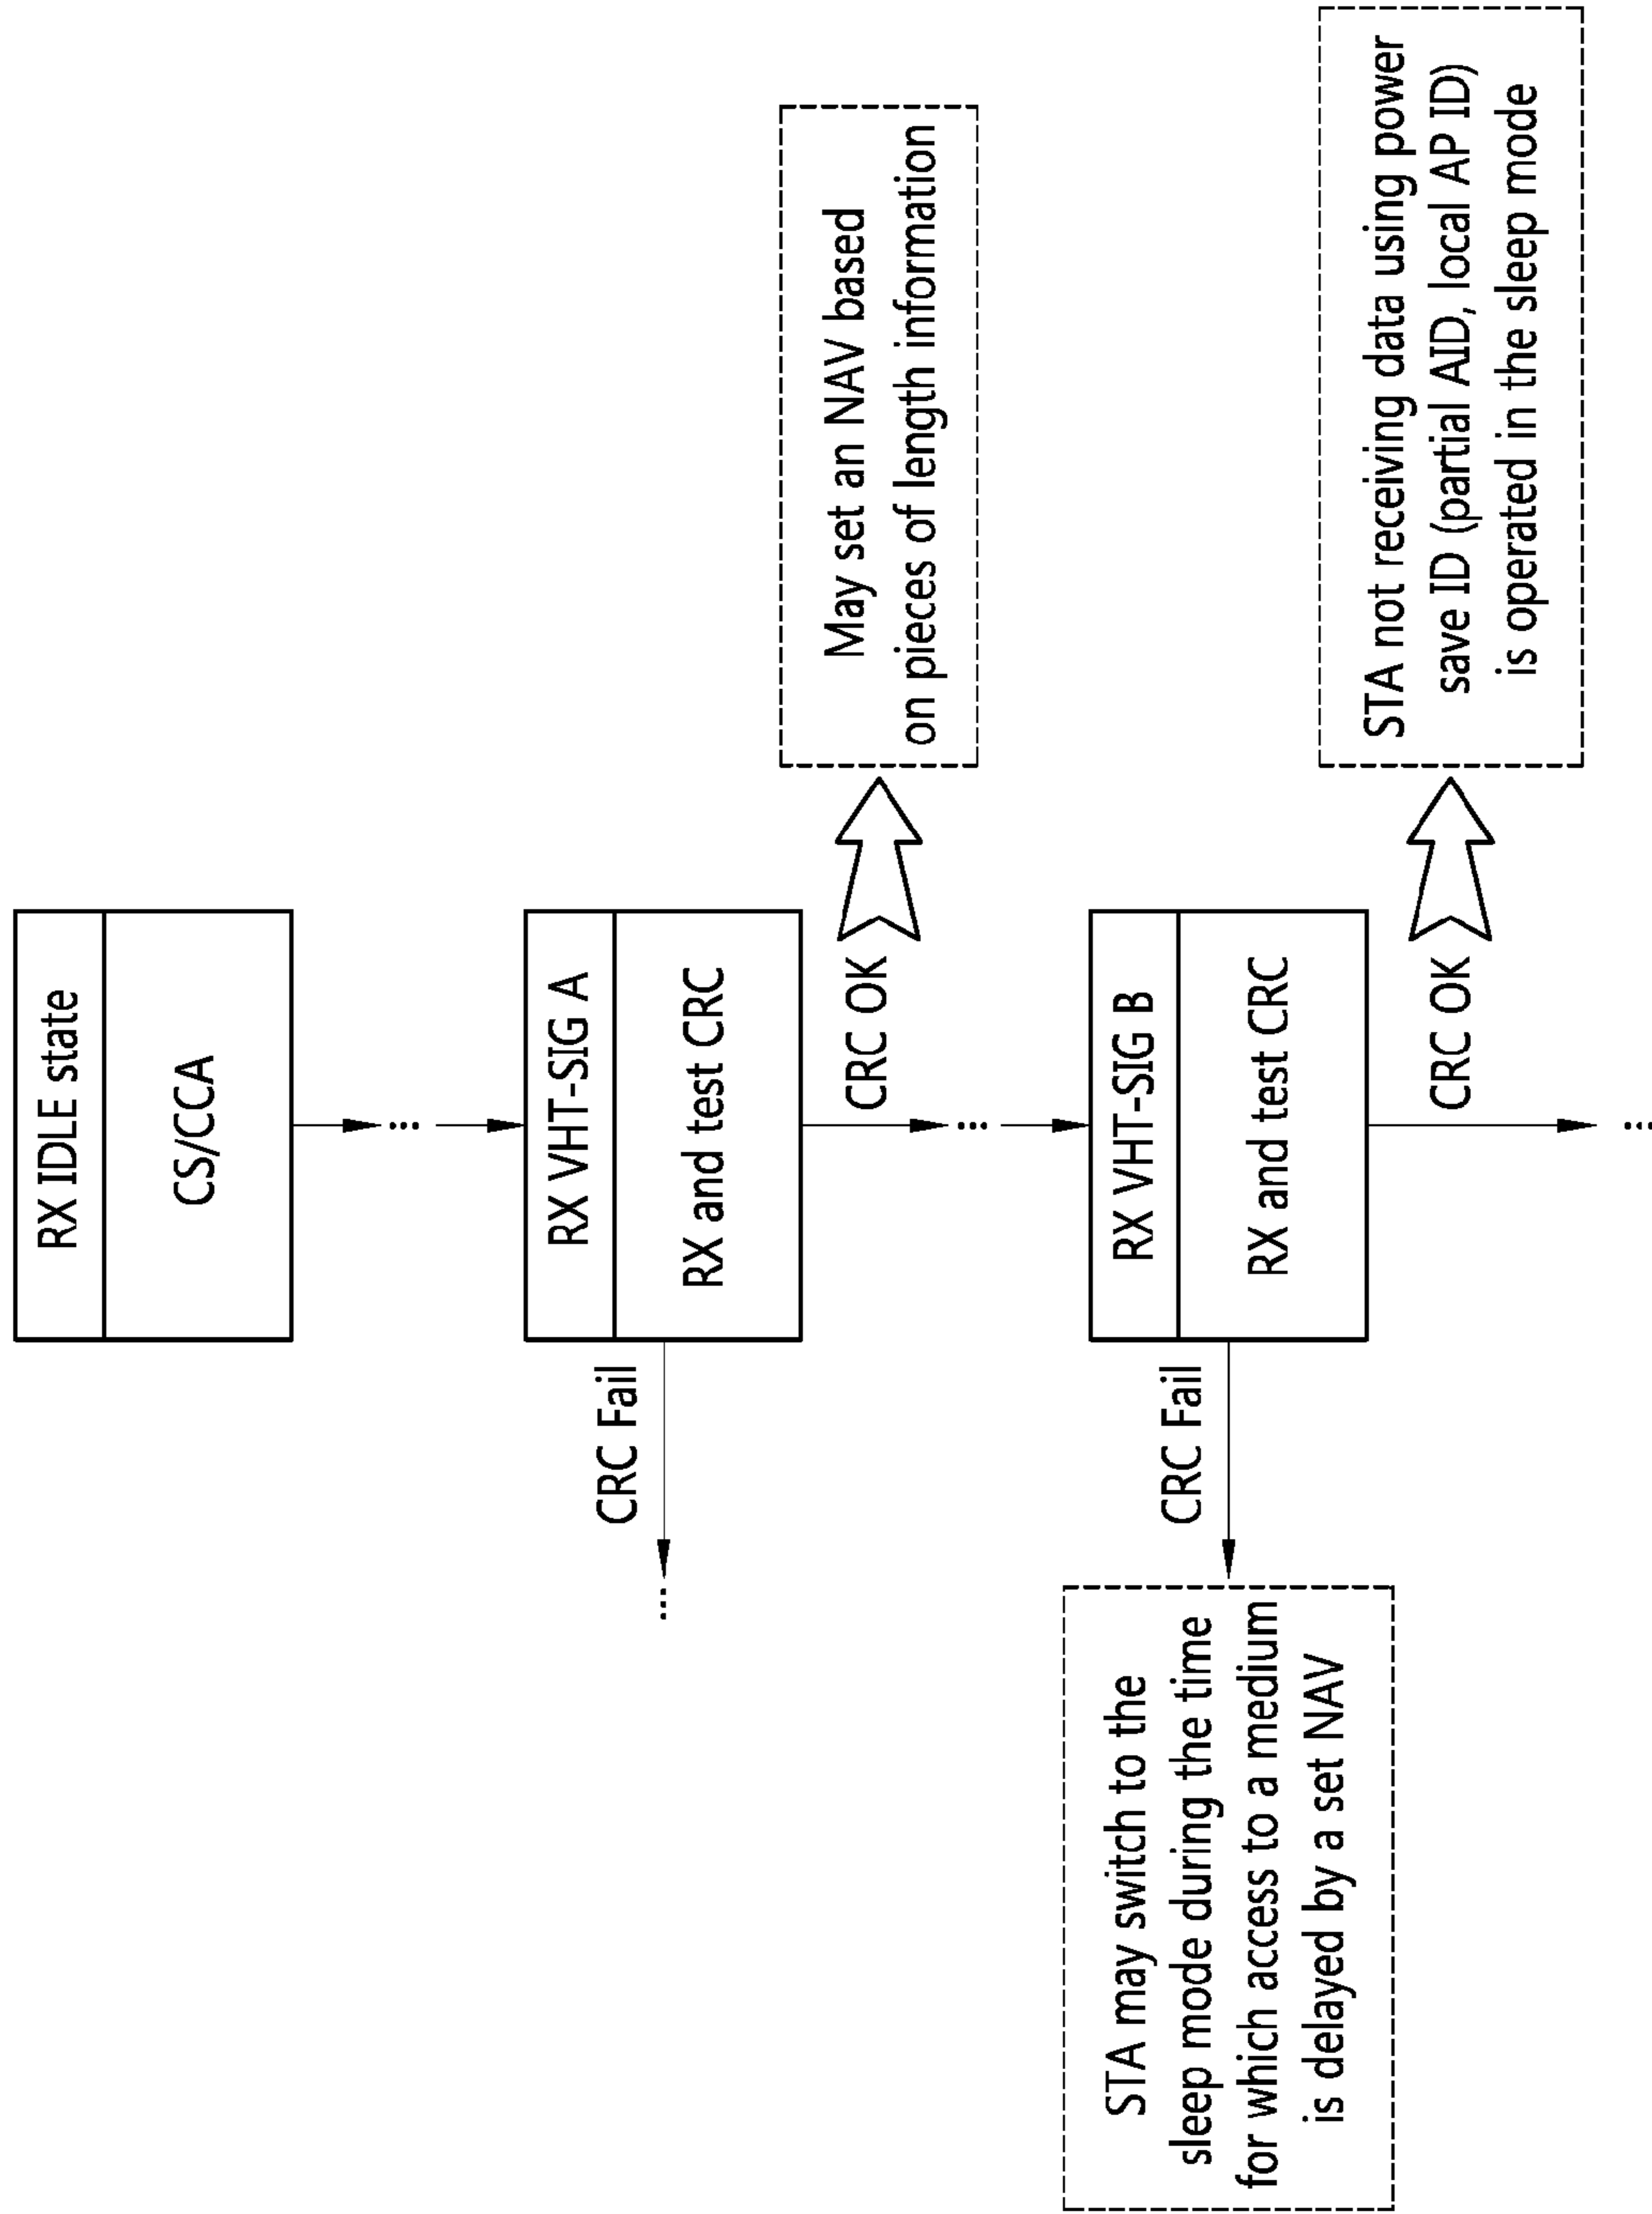 RX IDLE state
CS/CCA
...
RX VHT-SIG A
RX and test CRC
CRC Fail
...
CRC OK
May set an NAV based
on pieces of length information
...
RX VHT-SIG B
RX and test CRC
CRC Fail
STA may switch to the
sleep mode during the time
for which access to a medium
is delayed by a set NAV
CRC OK
STA not receiving data using power
save ID (partial AID, local AP ID)
is operated in the sleep mode
...